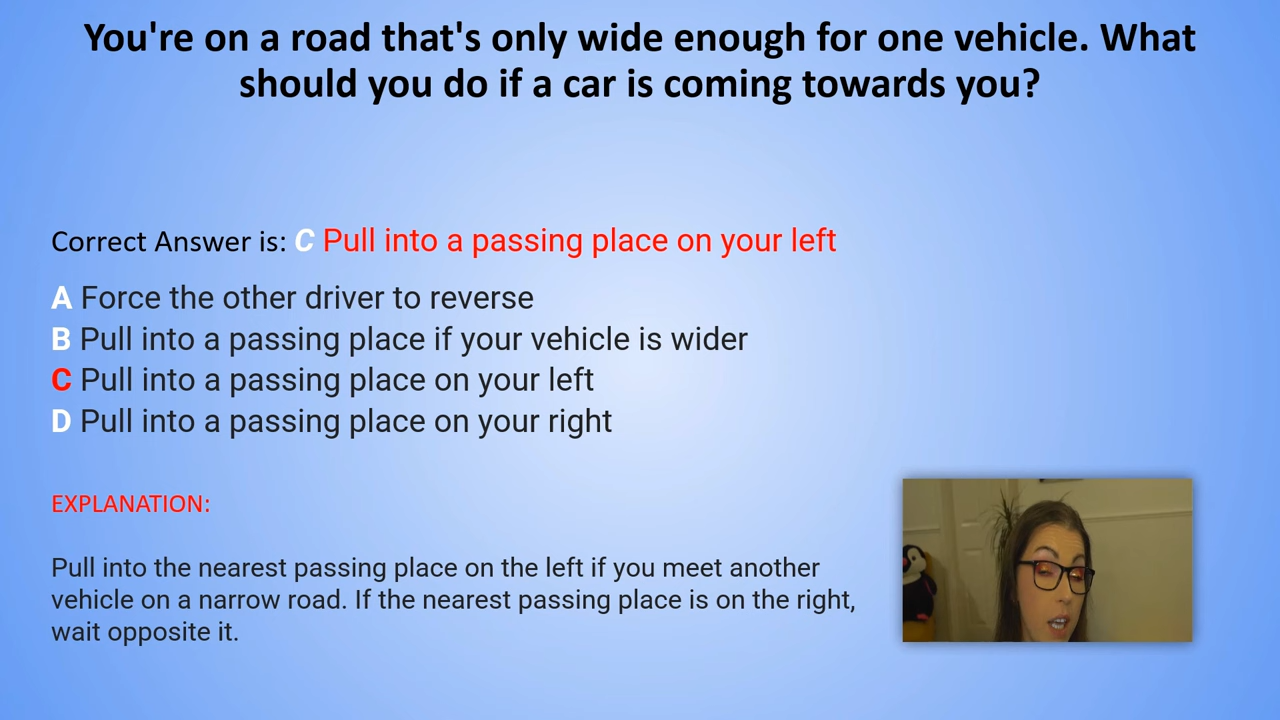 You're on a road that's only wide enough for one vehicle. What
should you do if a car is coming towards you?
Correct Answer is: C Pull into a passing place on your left
A Force the other driver to reverse
B Pull into a passing place if your vehicle is wider
C Pull into a passing place on your left
D Pull into a passing place on your right
EXPLANATION:
Pull into the nearest passing place on the left if you meet another
vehicle on a narrow road. If the nearest passing place is on the right,
wait opposite it.